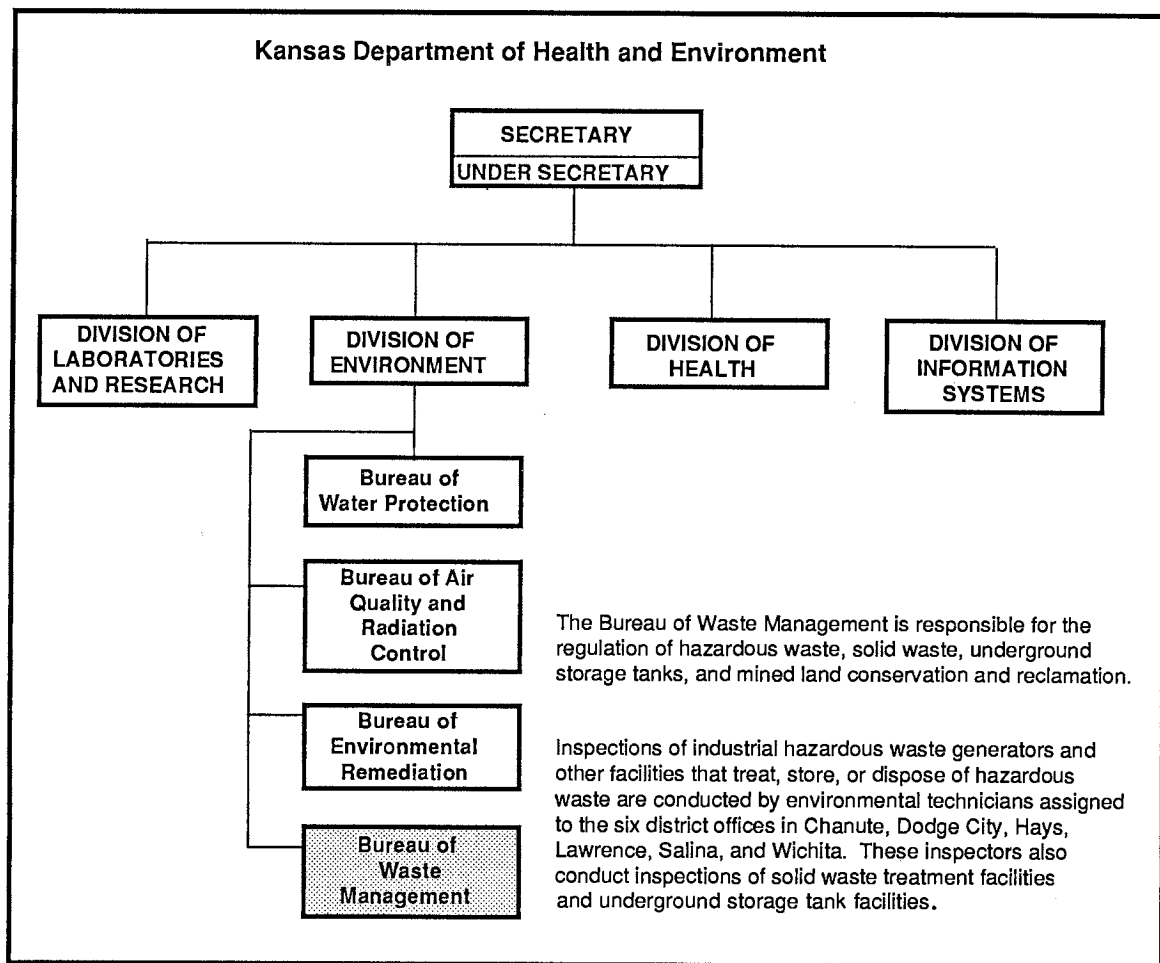 Kansas Department of Health and Environment
SECRETARY
UNDER SECRETARY
DIVISION OF
LABORATORIES
AND RESEARCH
DIVISION OF
ENVIRONMENT
DIVISION OF
HEALTH
DIVISION OF
INFORMATION
SYSTEMS
Bureau of
Water Protection
Bureau of Air
Quality and
Radiation
Control
Bureau of
Environmental
Remediation
Bureau of
Waste
Management
The Bureau of Waste Management is responsible for the
regulation of hazardous waste, solid waste, underground
storage tanks, and mined land conservation and reclamation.
Inspections of industrial hazardous waste generators and
other facilities that treat, store, or dispose of hazardous
waste are conducted by environmental technicians assigned
to the six district offices in Chanute, Dodge City, Hays,
Lawrence, Salina, and Wichita. These inspectors also
conduct inspections of solid waste treatment facilities
and underground storage tank facilities.